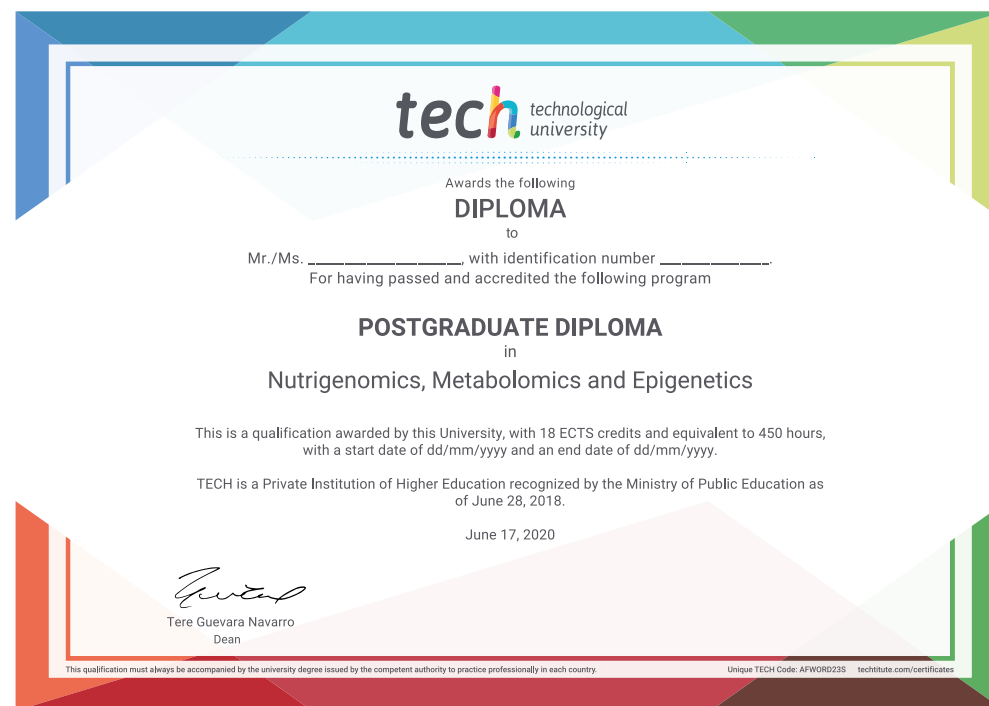 tech technological
university
Awards the following
DIPLOMA
to
Mr./Ms. ____________________, with identification number ______________.
For having passed and accredited the following program
POSTGRADUATE DIPLOMA
in
Nutrigenomics, Metabolomics and Epigenetics
This is a qualification awarded by this University, with 18 ECTS credits and equivalent to 450 hours,
with a start date of dd/mm/yyyy and an end date of dd/mm/yyyy.
TECH is a Private Institution of Higher Education recognized by the Ministry of Public Education as
of June 28, 2018.
June 17, 2020
Tere Guevara Navarro
Dean
This qualification must always be accompanied by the university degree issued by the competent authority to practice professionally in each country.
Unique TECH Code: AFWORD23S techtitute.com/certificates